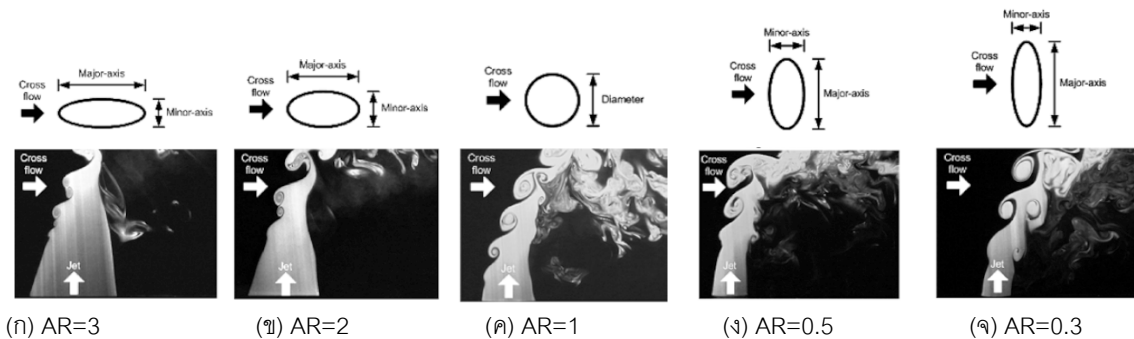 Major-axis
Cross
flow
Minor-axis
Cross
flow
Jet
(ก) AR=3
Major-axis
Cross
flow
Minor-axis
Cross
flow
Jet
(ข) AR=2
Cross
flow
Diameter
Cross
flow
Jet
(ค) AR=1
Minor-axis
Cross
flow
Major-axis
Cross
flow
Jet
(ง) AR=0.5
Minor-axis
Cross
flow
Major-axis
Cross
flow
Jet
(จ) AR=0.3